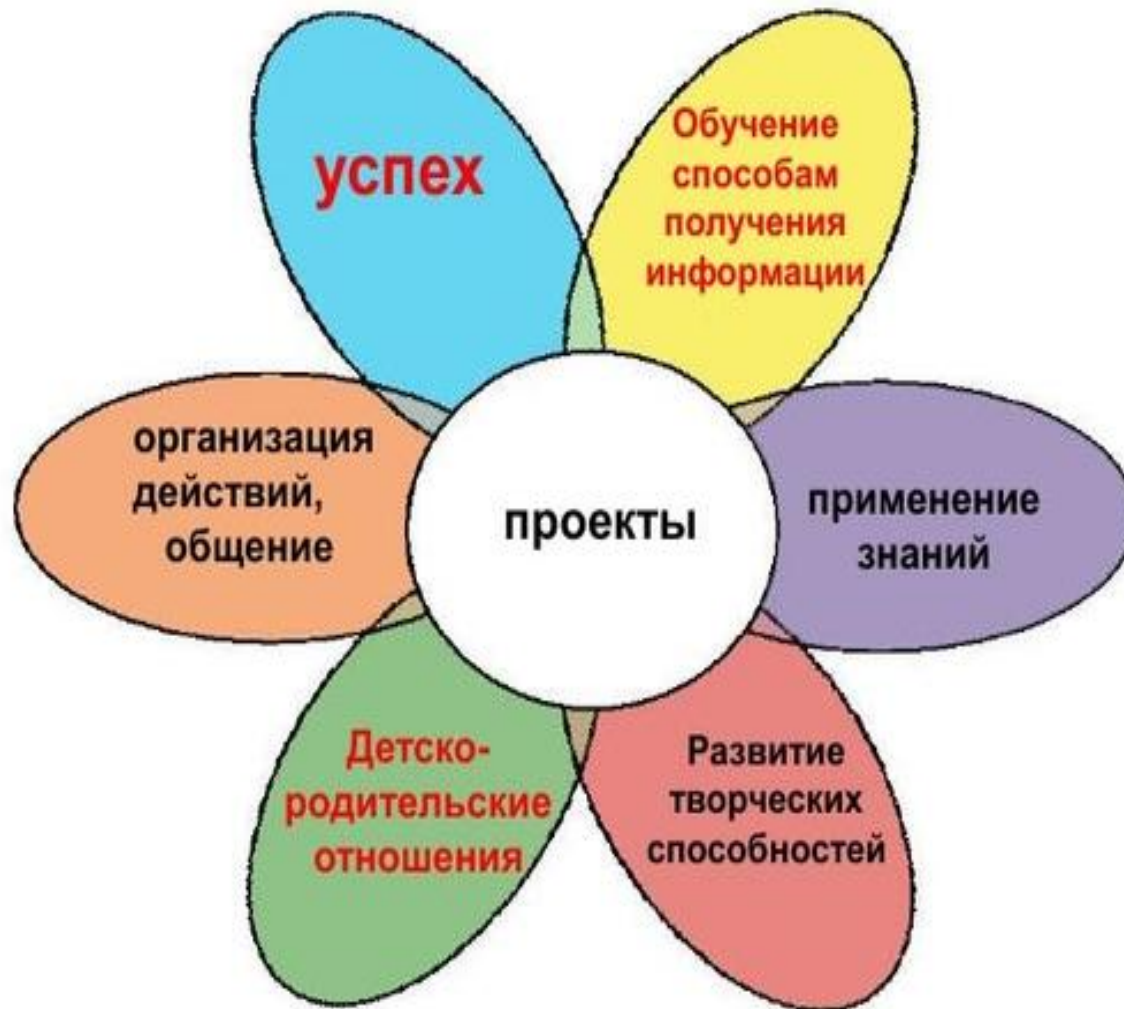 успех
Обучение
способам
получения
информации
организация
действий,
общение
проекты
применение
знаний
Детско-
родительские
отношения
Развитие
творческих
способностей